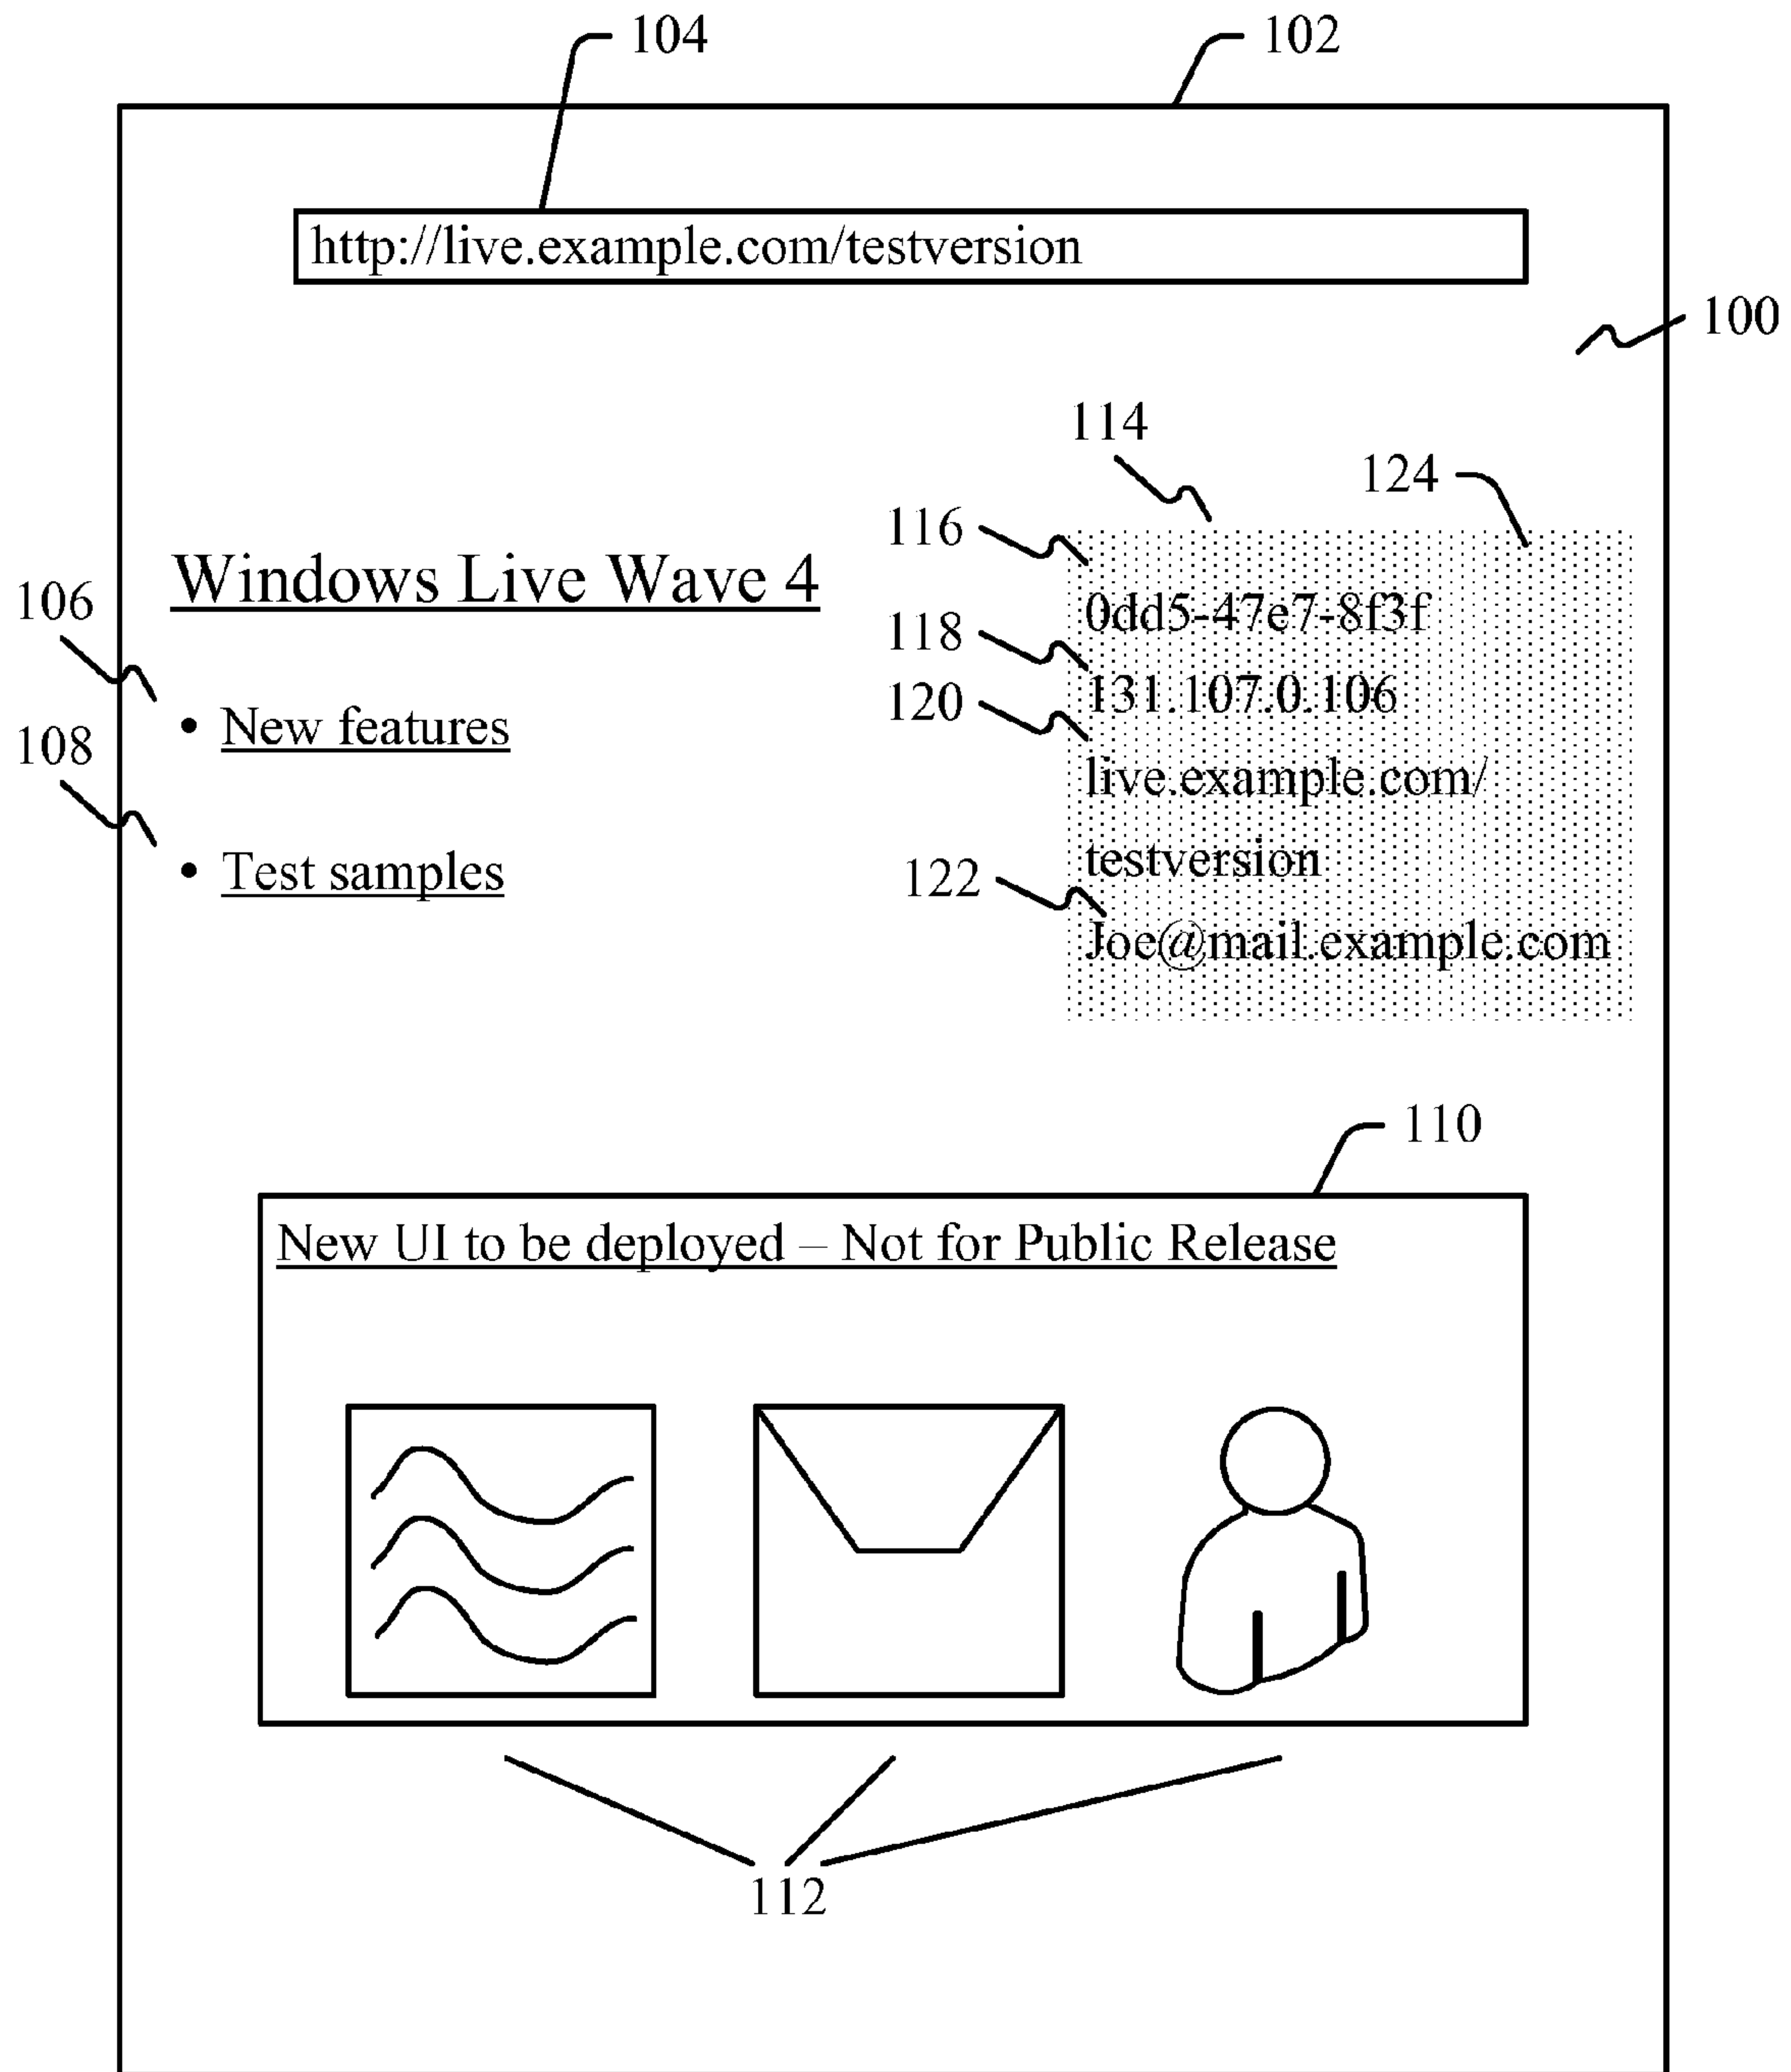 104
102
http://live.example.com/testversion
100
114
124
116
Windows Live Wave 4
106
0dd5-47e7-8f3f
118
131.107.0.106
120
• New features
108
live.example.com/
testversion
• Test samples
122
Joe@mail.example.com
110
New UI to be deployed – Not for Public Release
112